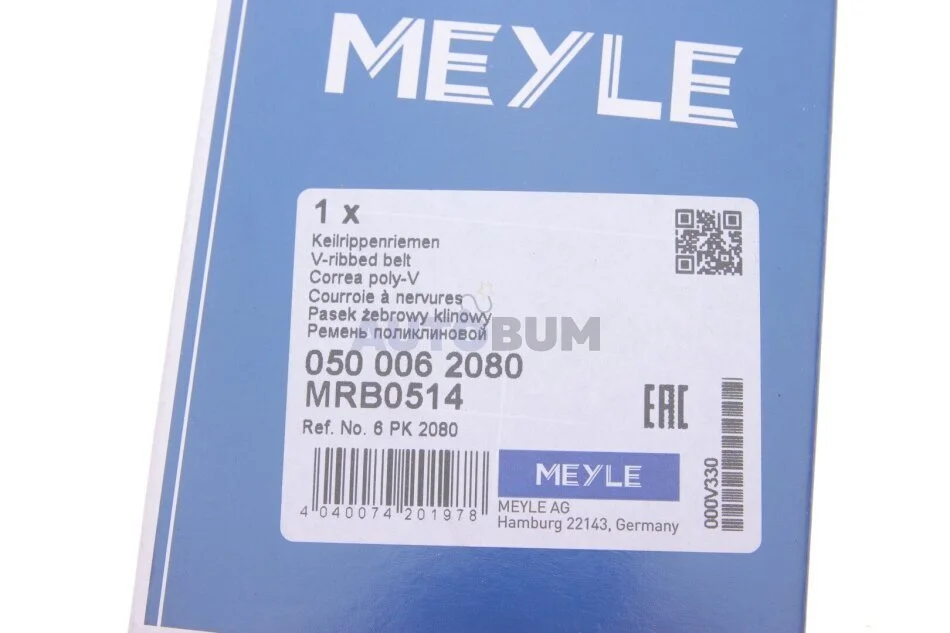 MEYLE
1 x
Keilrippenriemen
V-ribbed belt
Correa poly-V
Courroie à nervures
Pasek żebrowy klinowy
Ремень поликлиновой
AUTOBUM
050 006 2080
MRB0514
Ref. No. 6 PK 2080
EAC
000V330
4 040074 201978
MEYLE
MEYLE AG
Hamburg 22143, Germany